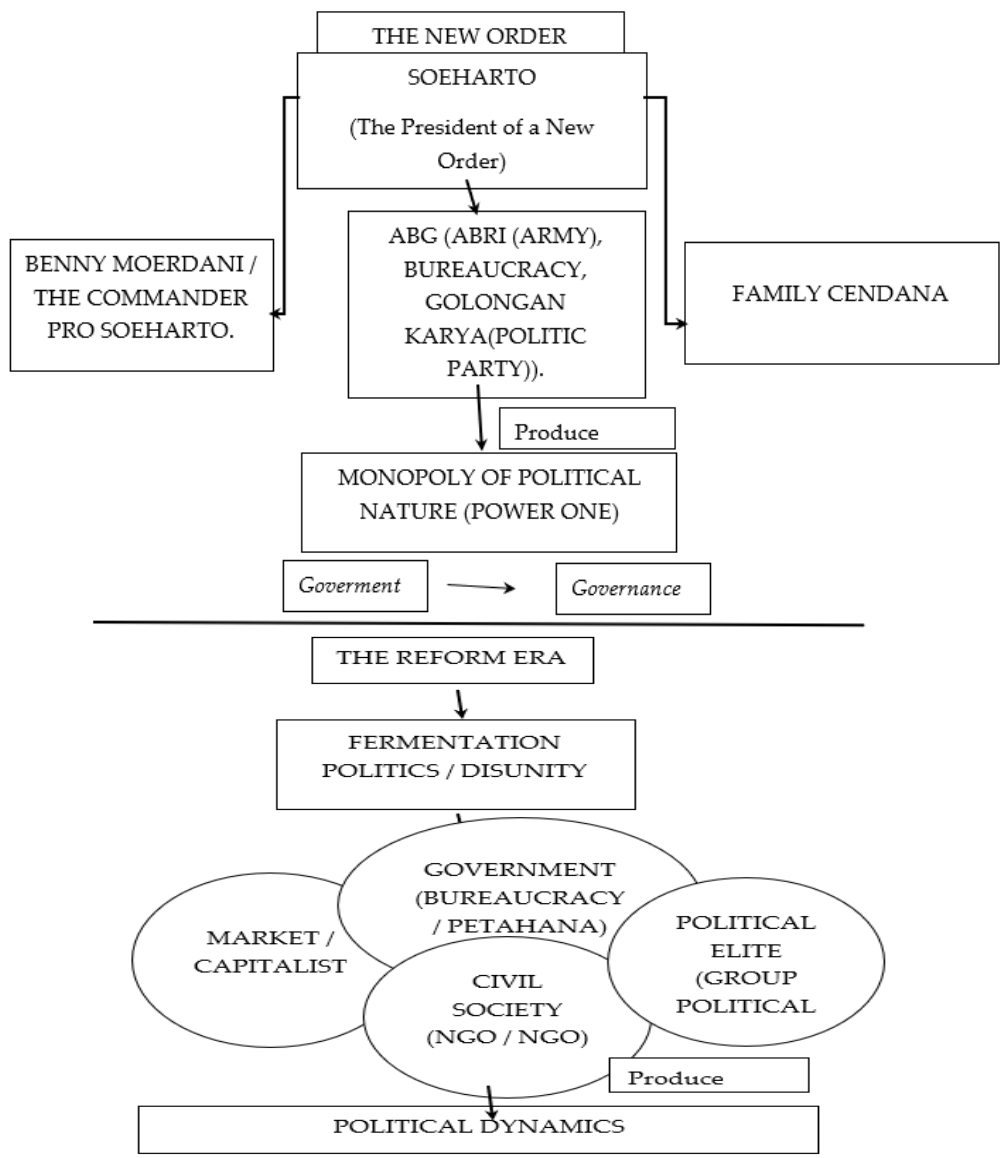 THE NEW ORDER
SOEHARTO
(The President of a New
Order)
BENNY MOERDANI /
THE COMMANDER
PRO SOEHARTO.
ABG (ABRI (ARMY),
BUREAUCRACY,
GOLONGAN
KARYA(POLITIC
PARTY)).
FAMILY CENDANA
Produce
MONOPOLY OF POLITICAL
NATURE (POWER ONE)
Goverment
Governance
THE REFORM ERA
FERMENTATION
POLITICS / DISUNITY
GOVERNMENT
(BUREAUCRACY
/ PETAHANA)
MARKET /
CAPITALIST
POLITICAL
ELITE
(GROUP
POLITICAL
CIVIL
SOCIETY
(NGO / NGO)
Produce
POLITICAL DYNAMICS